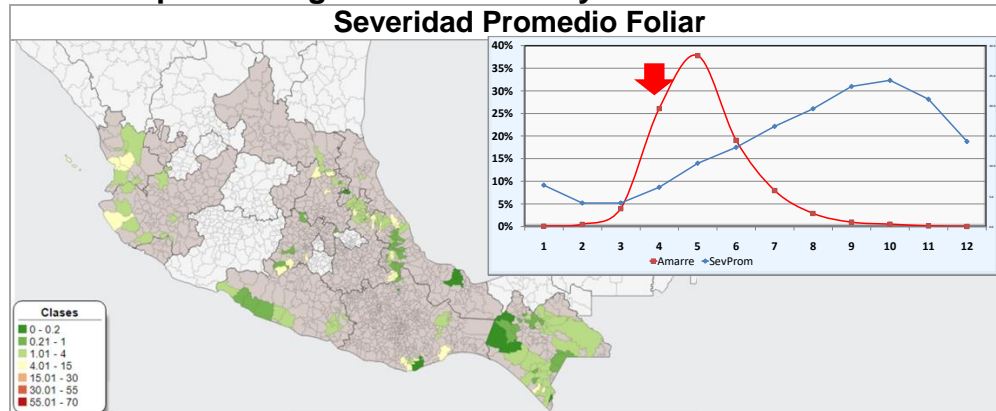 Severidad Promedio Foliar
40%
35%
30%
25%
20%
15%
10%
5%
0%
1 2 3 4 5 6 7 8 9 10 11 12
Amarre SevProm
Clases
0 - 0.2
0.21 - 1
1.01 - 4
4.01 - 15
15.01 - 30
30.01 - 55
55.01 - 70